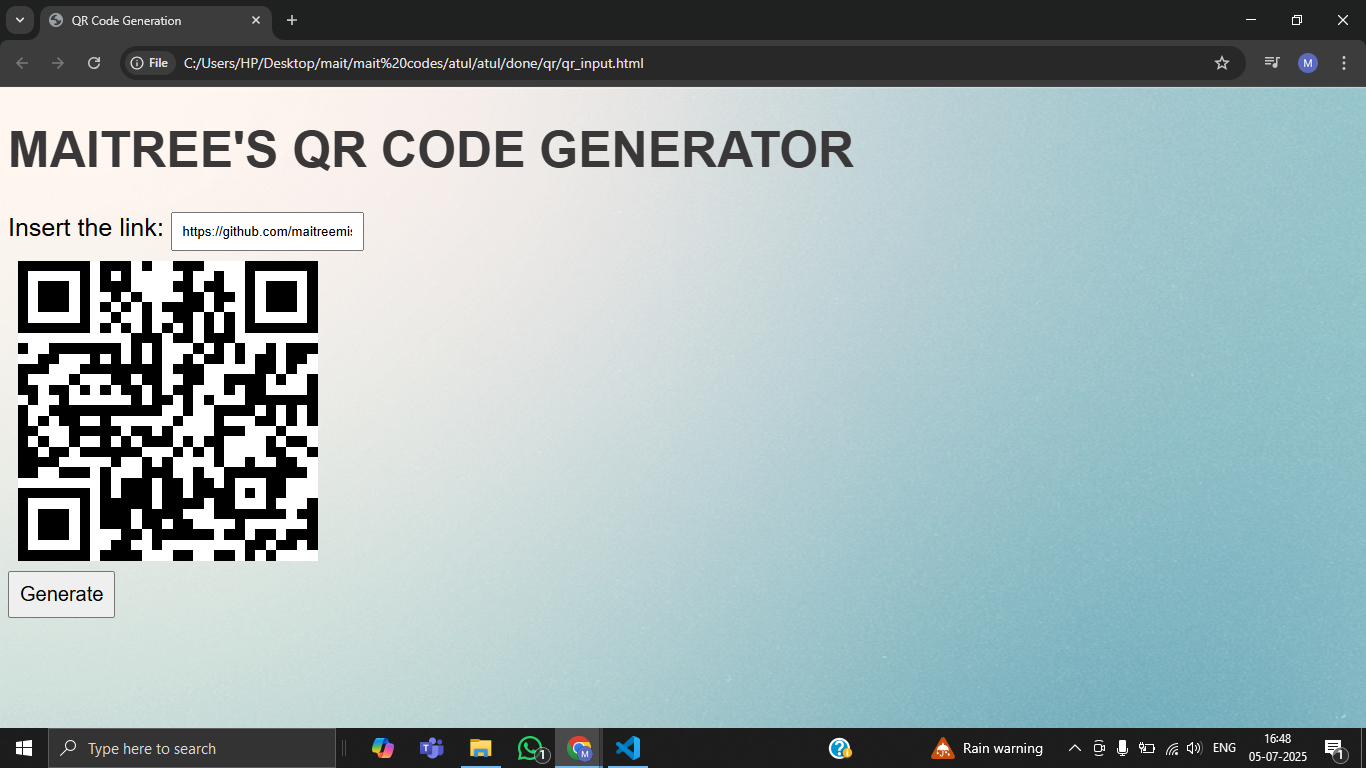 QR Code Generation
File C:/Users/HP/Desktop/mait/mait%20codes/atul/atul/done/qr/qr_input.html
M
MAITREE'S QR CODE GENERATOR
Insert the link: https://github.com/maitreemis
Generate
Type here to search
1
M
Rain warning
ENG
16:48
05-07-2025
1